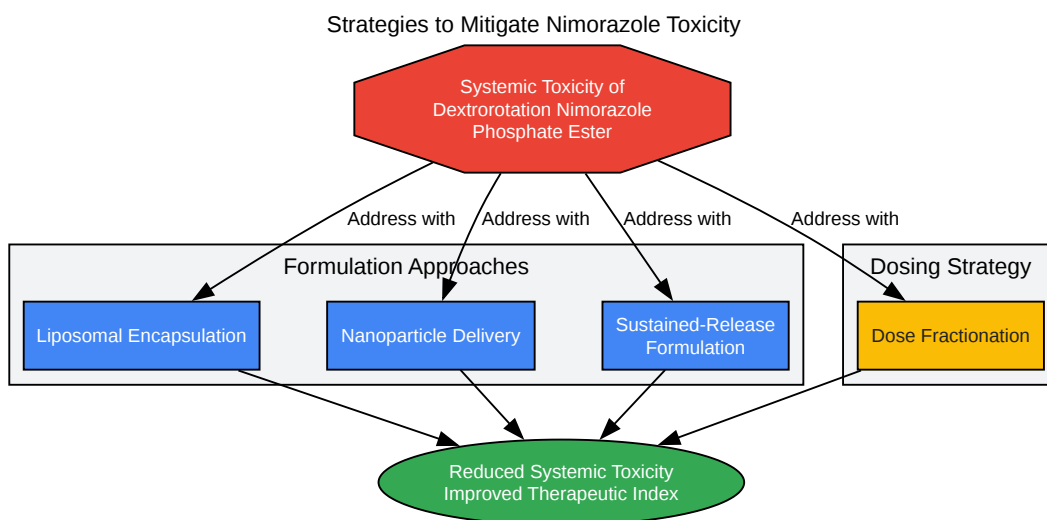 Strategies to Mitigate Nimorazole Toxicity
Systemic Toxicity of
Dextrorotation Nimorazole
Phosphate Ester
Address with
Address with
Address with
Address with
Formulation Approaches
Dosing Strategy
Liposomal Encapsulation
Nanoparticle Delivery
Sustained-Release
Formulation
Dose Fractionation
Reduced Systemic Toxicity
Improved Therapeutic Index